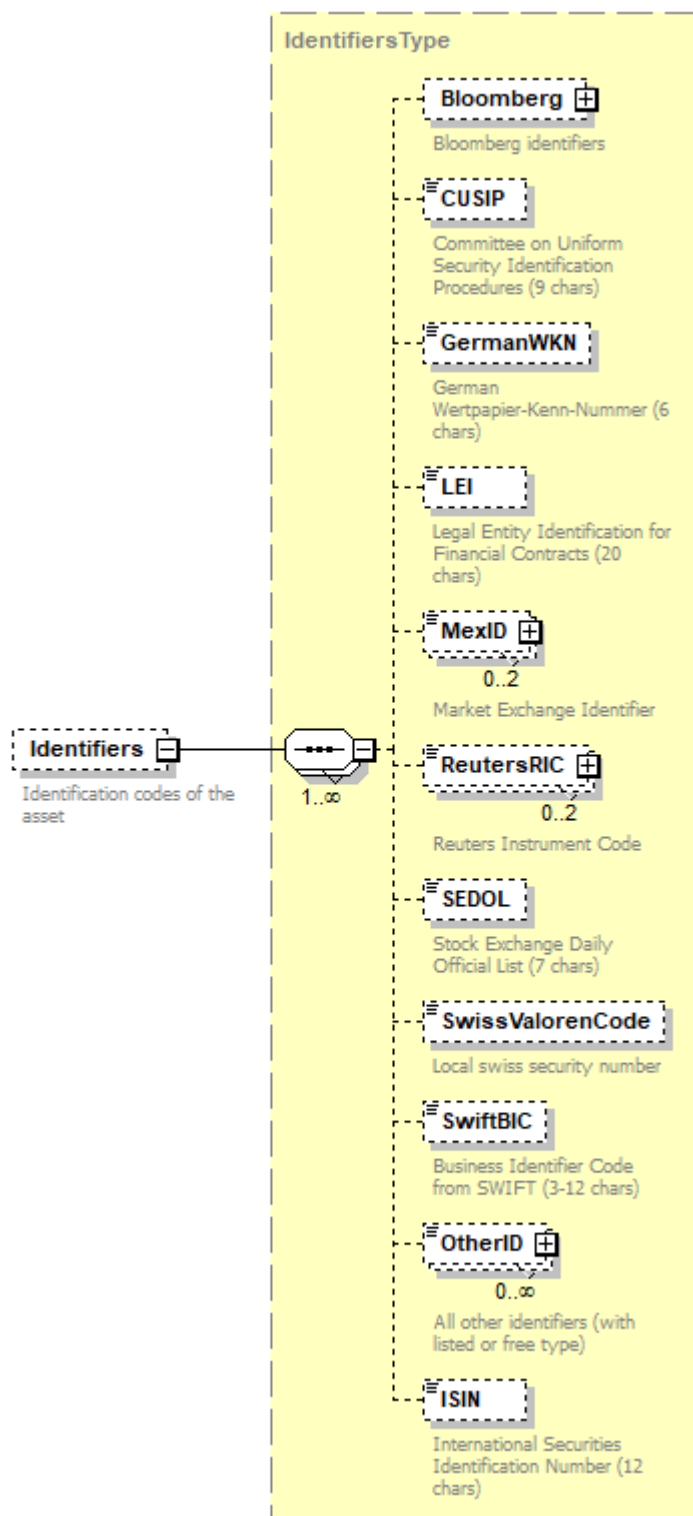 IdentifiersType
Bloomberg
Bloomberg identifiers
CUSIP
Committee on Uniform
Security Identification
Procedures (9 chars)
GermanWKN
German
Wertpapier-Kenn-Nummer (6
chars)
LEI
Legal Entity Identification for
Financial Contracts (20
chars)
MexID
0..2
Market Exchange Identifier
Identifiers
Identification codes of the
asset
1..∞
ReutersRIC
0..2
Reuters Instrument Code
SEDOL
Stock Exchange Daily
Official List (7 chars)
SwissValorenCode
Local swiss security number
SwiftBIC
Business Identifier Code
from SWIFT (3-12 chars)
OtherID
0..∞
All other identifiers (with
listed or free type)
ISIN
International Securities
Identification Number (12
chars)